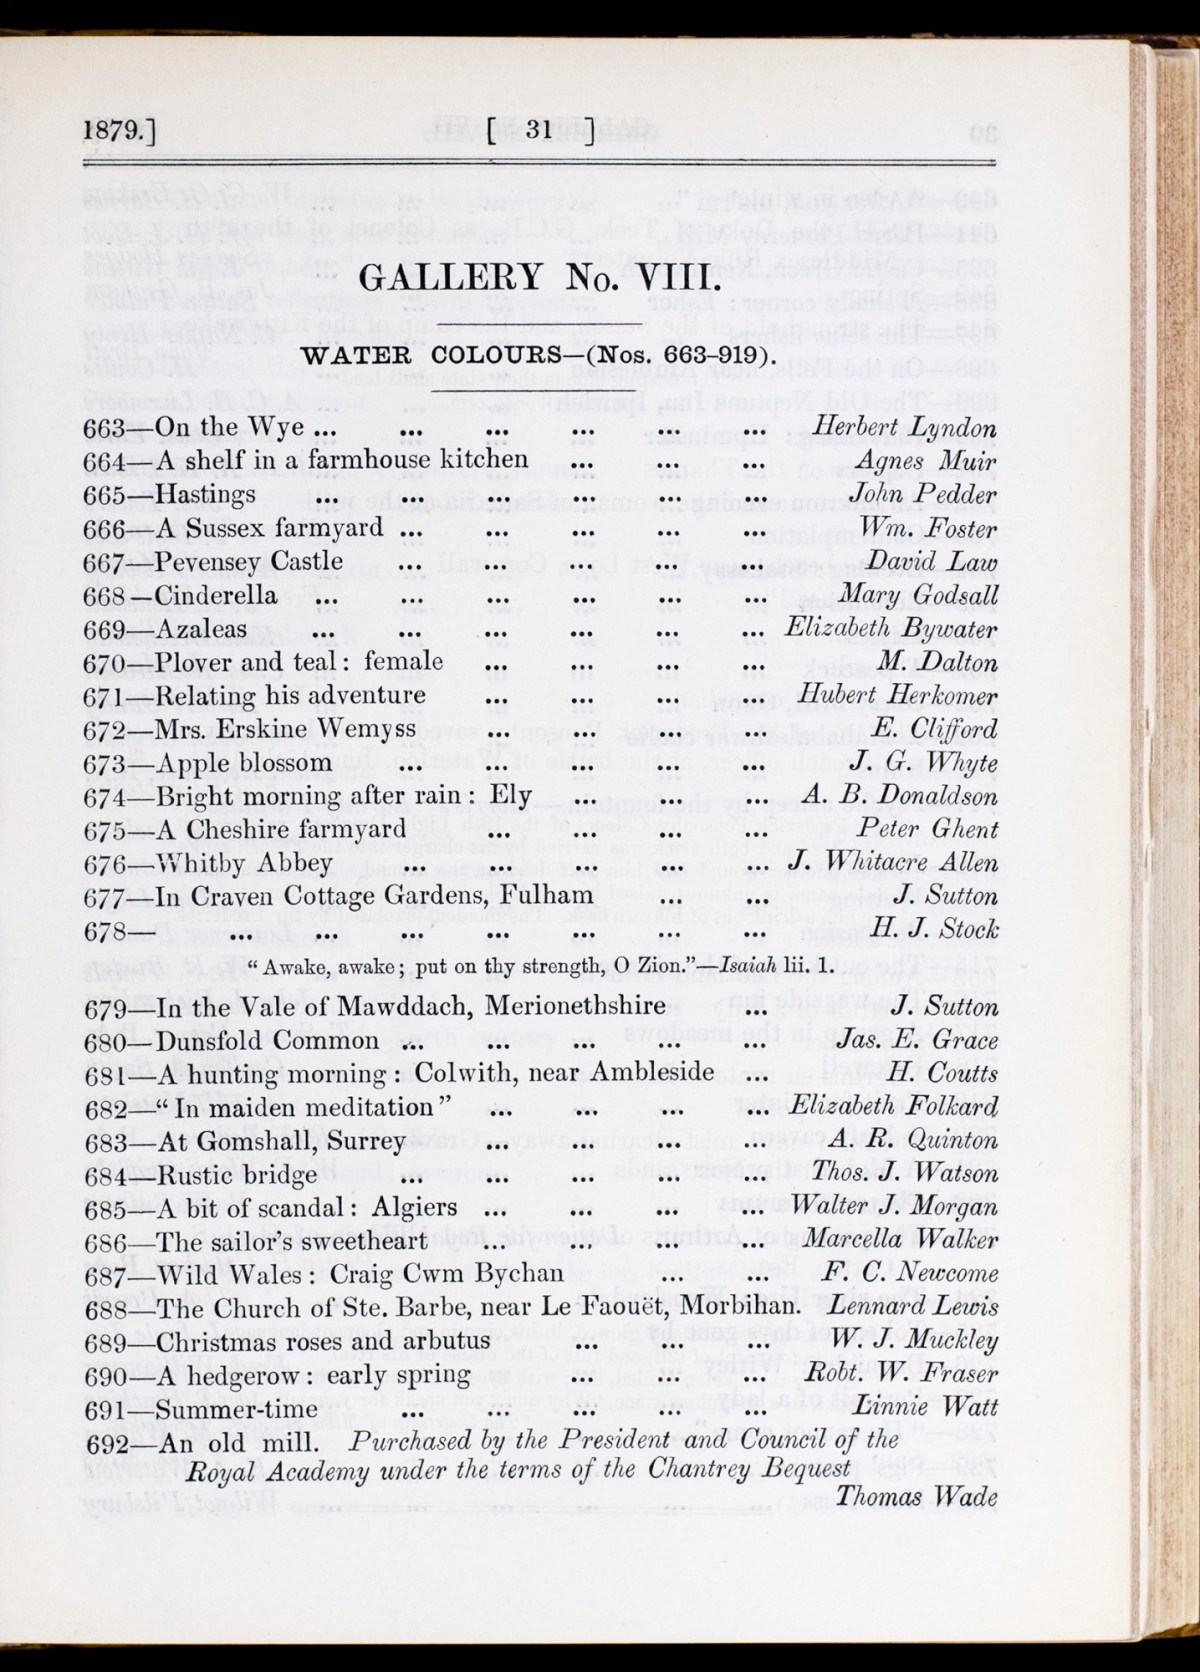 1879.] [ 31 ]
GALLERY No. VIII.
WATER COLOURS—(Nos. 663-919).
663—On the Wye ... ... ... ... ... ... Herbert Lyndon
664—A shelf in a farmhouse kitchen ... ... ... Agnes Muir
665—Hastings ... ... ... ... ... ... John Pedder
666—A Sussex farmyard ... ... ... ... ... Wm. Foster
667—Pevensey Castle ... ... ... ... ... David Law
668—Cinderella ... ... ... ... ... ... Mary Godsall
669—Azaleas ... ... ... ... ... ... Elizabeth Bywater
670—Plover and teal: female ... ... ... ... M. Dalton
671—Relating his adventure ... ... ... ... Hubert Herkomer
672—Mrs. Erskine Wemyss ... ... ... ... E. Clifford
673—Apple blossom ... ... ... ... ... J. G. Whyte
674—Bright morning after rain: Ely ... ... ... A. B. Donaldson
675—A Cheshire farmyard ... ... ... ... Peter Ghent
676—Whitby Abbey ... ... ... ... ... J. Whitacre Allen
677—In Craven Cottage Gardens, Fulham ... ... J. Sutton
678— ... ... ... ... ... ... ... H. J. Stock
“Awake, awake; put on thy strength, O Zion.”—Isaiah lii. 1.
679—In the Vale of Mawddach, Merionethshire ... J. Sutton
680—Dunsfold Common ... ... ... ... ... Jas. E. Grace
681—A hunting morning: Colwith, near Ambleside ... H. Coutts
682—“In maiden meditation” ... ... ... ... Elizabeth Folkard
683—At Gomshall, Surrey ... ... ... ... A. R. Quinton
684—Rustic bridge ... ... ... ... ... Thos. J. Watson
685—A bit of scandal: Algiers ... ... ... ... Walter J. Morgan
686—The sailor’s sweetheart ... ... ... ... Marcella Walker
687—Wild Wales: Craig Cwm Bychan ... ... F. C. Newcome
688—The Church of Ste. Barbe, near Le Faouët, Morbihan. Lennard Lewis
689—Christmas roses and arbutus ... ... ... W. J. Muckley
690—A hedgerow: early spring ... ... ... Robt. W. Fraser
691—Summer-time ... ... ... ... ... Linnie Watt
692—An old mill. Purchased by the President and Council of the
Royal Academy under the terms of the Chantrey Bequest
Thomas Wade